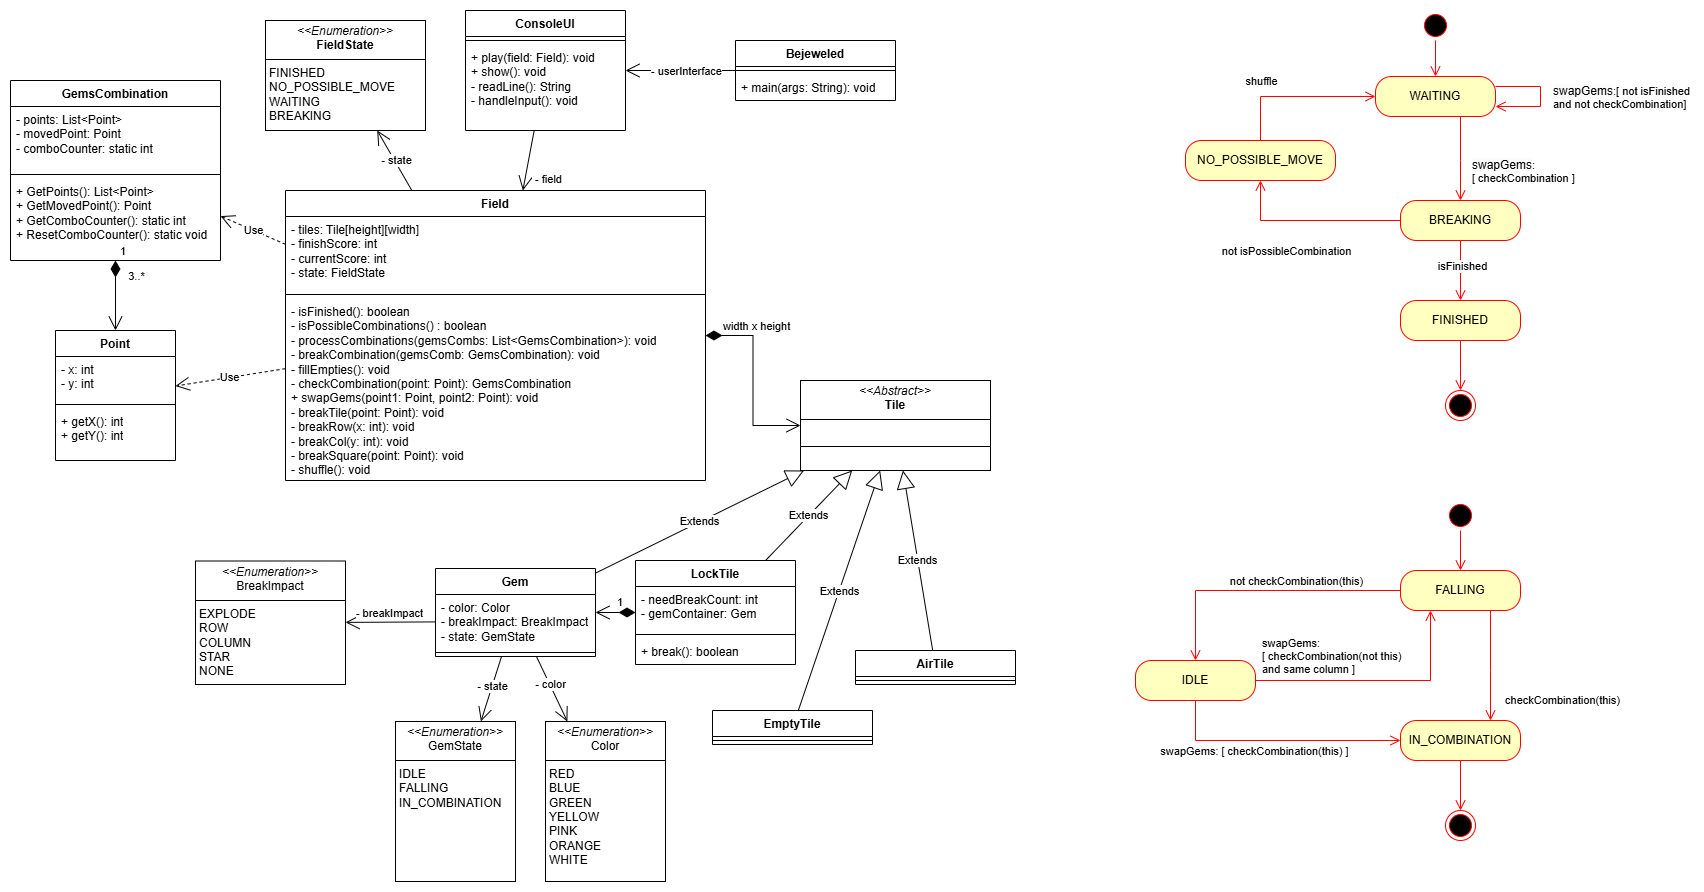 <<Enumeration>>
FieldState
FINISHED
NO_POSSIBLE_MOVE
WAITING
BREAKING
ConsoleUI
+ play(field: Field): void
+ show(): void
- readLine(): String
- handleInput(): void
- userInterface
Bejeweled
+ main(args: String): void
GemsCombination
- points: List<Point>
- movedPoint: Point
- comboCounter: static int
+ GetPoints(): List<Point>
+ GetMovedPoint(): Point
+ GetComboCounter(): static int
+ ResetComboCounter(): static void
1
3..*
- state
- field
Use
Use
Point
- x: int
- y: int
+ getX(): int
+ getY(): int
Field
- tiles: Tile[height][width]
- finishScore: int
- currentScore: int
- state: FieldState
- isFinished(): boolean
- isPossibleCombinations() : boolean
- processCombinations(gemsCombs: List<GemsCombination>): void
- breakCombination(gemsComb: GemsCombination): void
- fillEmpties(): void
- checkCombination(point: Point): GemsCombination
+ swapGems(point1: Point, point2: Point): void
- breakTile(point: Point): void
- breakRow(x: int): void
- breakCol(y: int): void
- breakSquare(point: Point): void
- shuffle(): void
width x height
<<Abstract>>
Tile
Extends
Extends
Extends
Extends
<<Enumeration>>
BreakImpact
EXPLODE
ROW
COLUMN
STAR
NONE
- breakImpact
Gem
- color: Color
- breakImpact: BreakImpact
- state: GemState
1
LockTile
- needBreakCount: int
- gemContainer: Gem
+ break(): boolean
AirTile
EmptyTile
- state
- color
<<Enumeration>>
GemState
IDLE
FALLING
IN_COMBINATION
<<Enumeration>>
Color
RED
BLUE
GREEN
YELLOW
PINK
ORANGE
WHITE
shuffle
WAITING
swapGems:[ not isFinished
and not checkCombination]
NO_POSSIBLE_MOVE
swapGems:
[ checkCombination ]
BREAKING
not isPossibleCombination
isFinished
FINISHED
not checkCombination(this)
FALLING
swapGems:
[ checkCombination(not this)
and same column ]
IDLE
checkCombination(this)
swapGems: [ checkCombination(this) ]
IN_COMBINATION